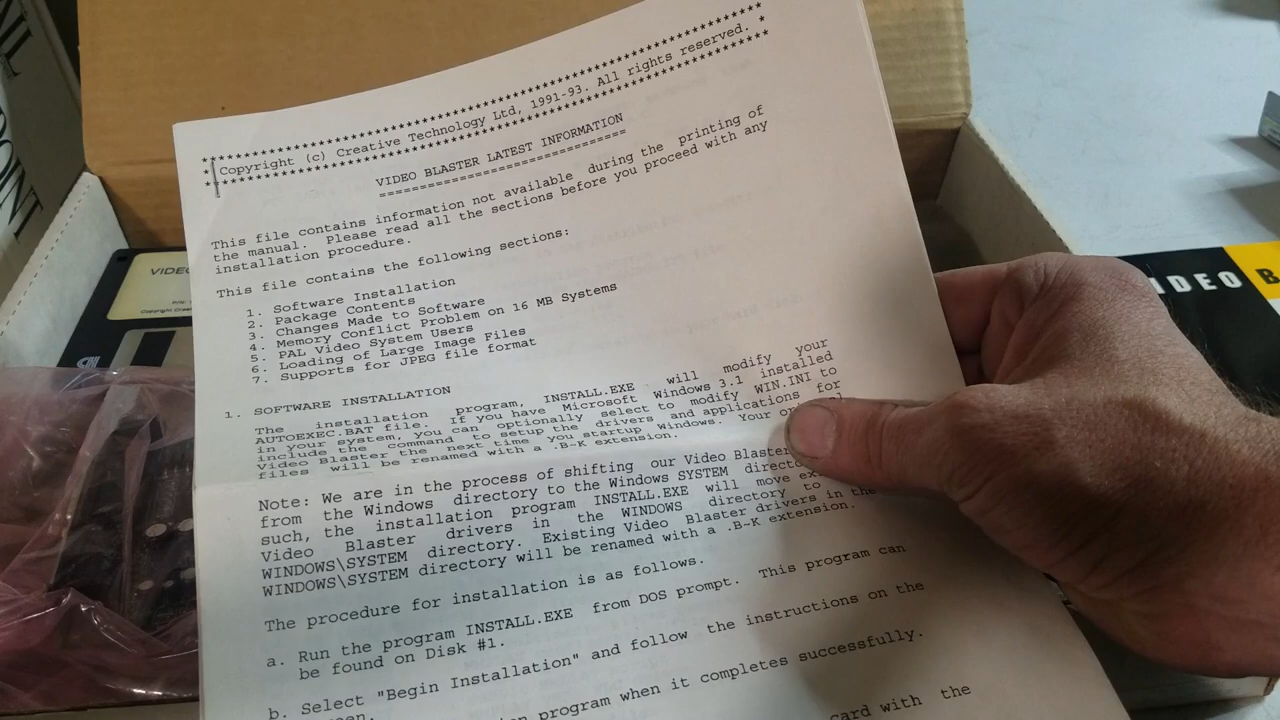 **********************************************************************
* Copyright (c) Creative Technology Ltd, 1991-93. All rights reserved. *
**********************************************************************
VIDEO BLASTER LATEST INFORMATION
================================
This file contains information not available during the printing of
the manual. Please read all the sections before you proceed with any
installation procedure.
This file contains the following sections:
1. Software Installation
2. Package Contents
3. Changes Made to Software
4. Memory Conflict Problem on 16 MB Systems
5. PAL Video System Users
6. Loading of Large Image Files
7. Supports for JPEG file format
1. SOFTWARE INSTALLATION
The installation program, INSTALL.EXE will modify your
AUTOEXEC.BAT file. If you have Microsoft Windows 3.1 installed
in your system, you can optionally select to modify WIN.INI to
include the command to setup the drivers and applications for
Video Blaster the next time you startup Windows. Your
files will be renamed with a .B-K extension.
Note: We are in the process of shifting our Video Blaster
from the Windows directory to the Windows SYSTEM
such, the installation program INSTALL.EXE will move
Video Blaster drivers in the WINDOWS directory to
WINDOWS\SYSTEM directory. Existing Video Blaster drivers in the
WINDOWS\SYSTEM directory will be renamed with a .B-K extension.
The procedure for installation is as follows.
a. Run the program INSTALL.EXE from DOS prompt. This program can
be found on Disk #1.
b. Select "Begin Installation" and follow the instructions on the
program when it completes successfully.
card with the
VIDEO
Copyright
IDEO B
ONT